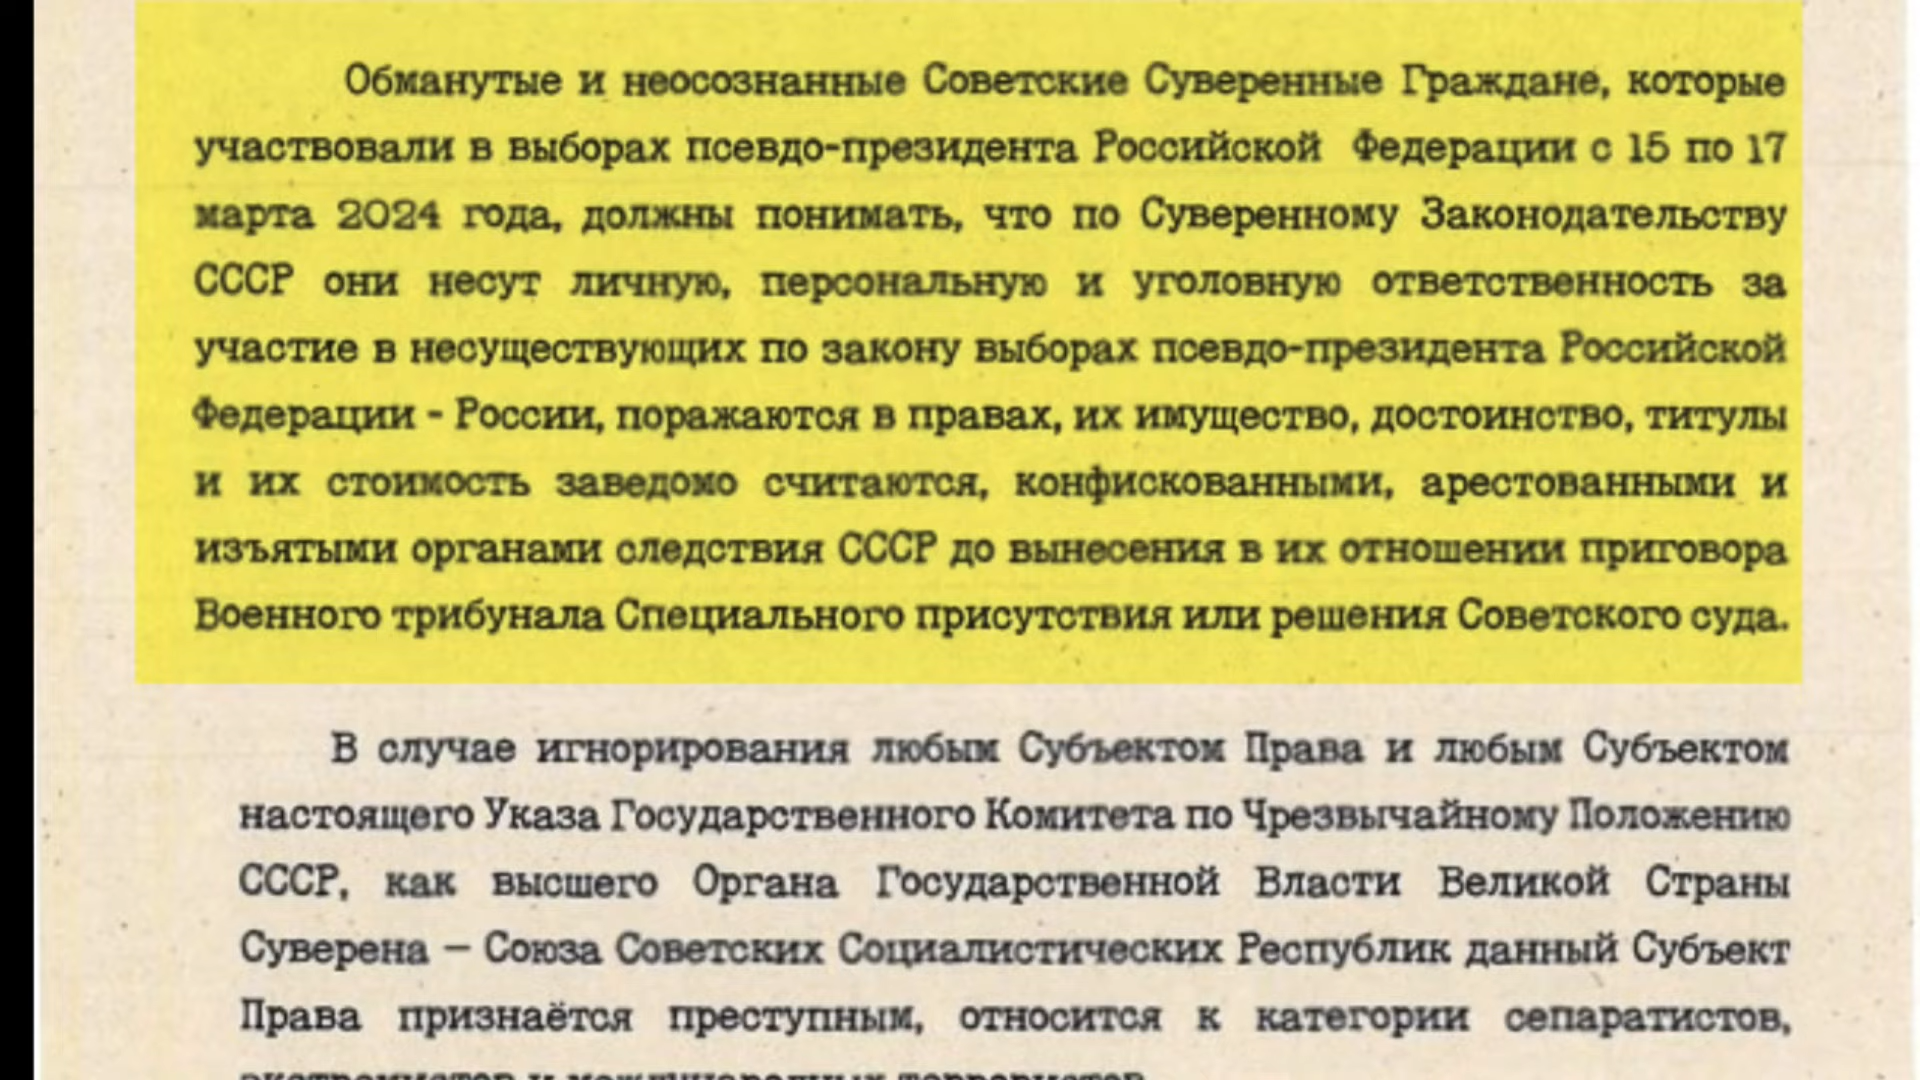 Обманутые и неосознанные Советские Суверенные Граждане, которые
участвовали в выборах псевдо-президента Российской Федерации с 15 по 17
марта 2024 года, должны понимать, что по Суверенному Законодательству
СССР они несут личную, персональную и уголовную ответственность за
участие в несуществующих по закону выборах псевдо-президента Российской
Федерации - России, поражаются в правах, их имущество, достоинство, титулы
и их стоимость заведомо считаются, конфискованными, арестованными и
изъятыми органами следствия СССР до вынесения в их отношении приговора
Военного трибунала Специального присутствия или решения Советского суда.
В случае игнорирования любым Субъектом Права и любым Субъектом
настоящего Указа Государственного Комитета по Чрезвычайному Положению
СССР, как высшего Органа Государственной Власти Великой Страны
Суверена – Союза Советских Социалистических Республик данный Субъект
Права признаётся преступным, относится к категории сепаратистов,
экстремистов и международных террористов.